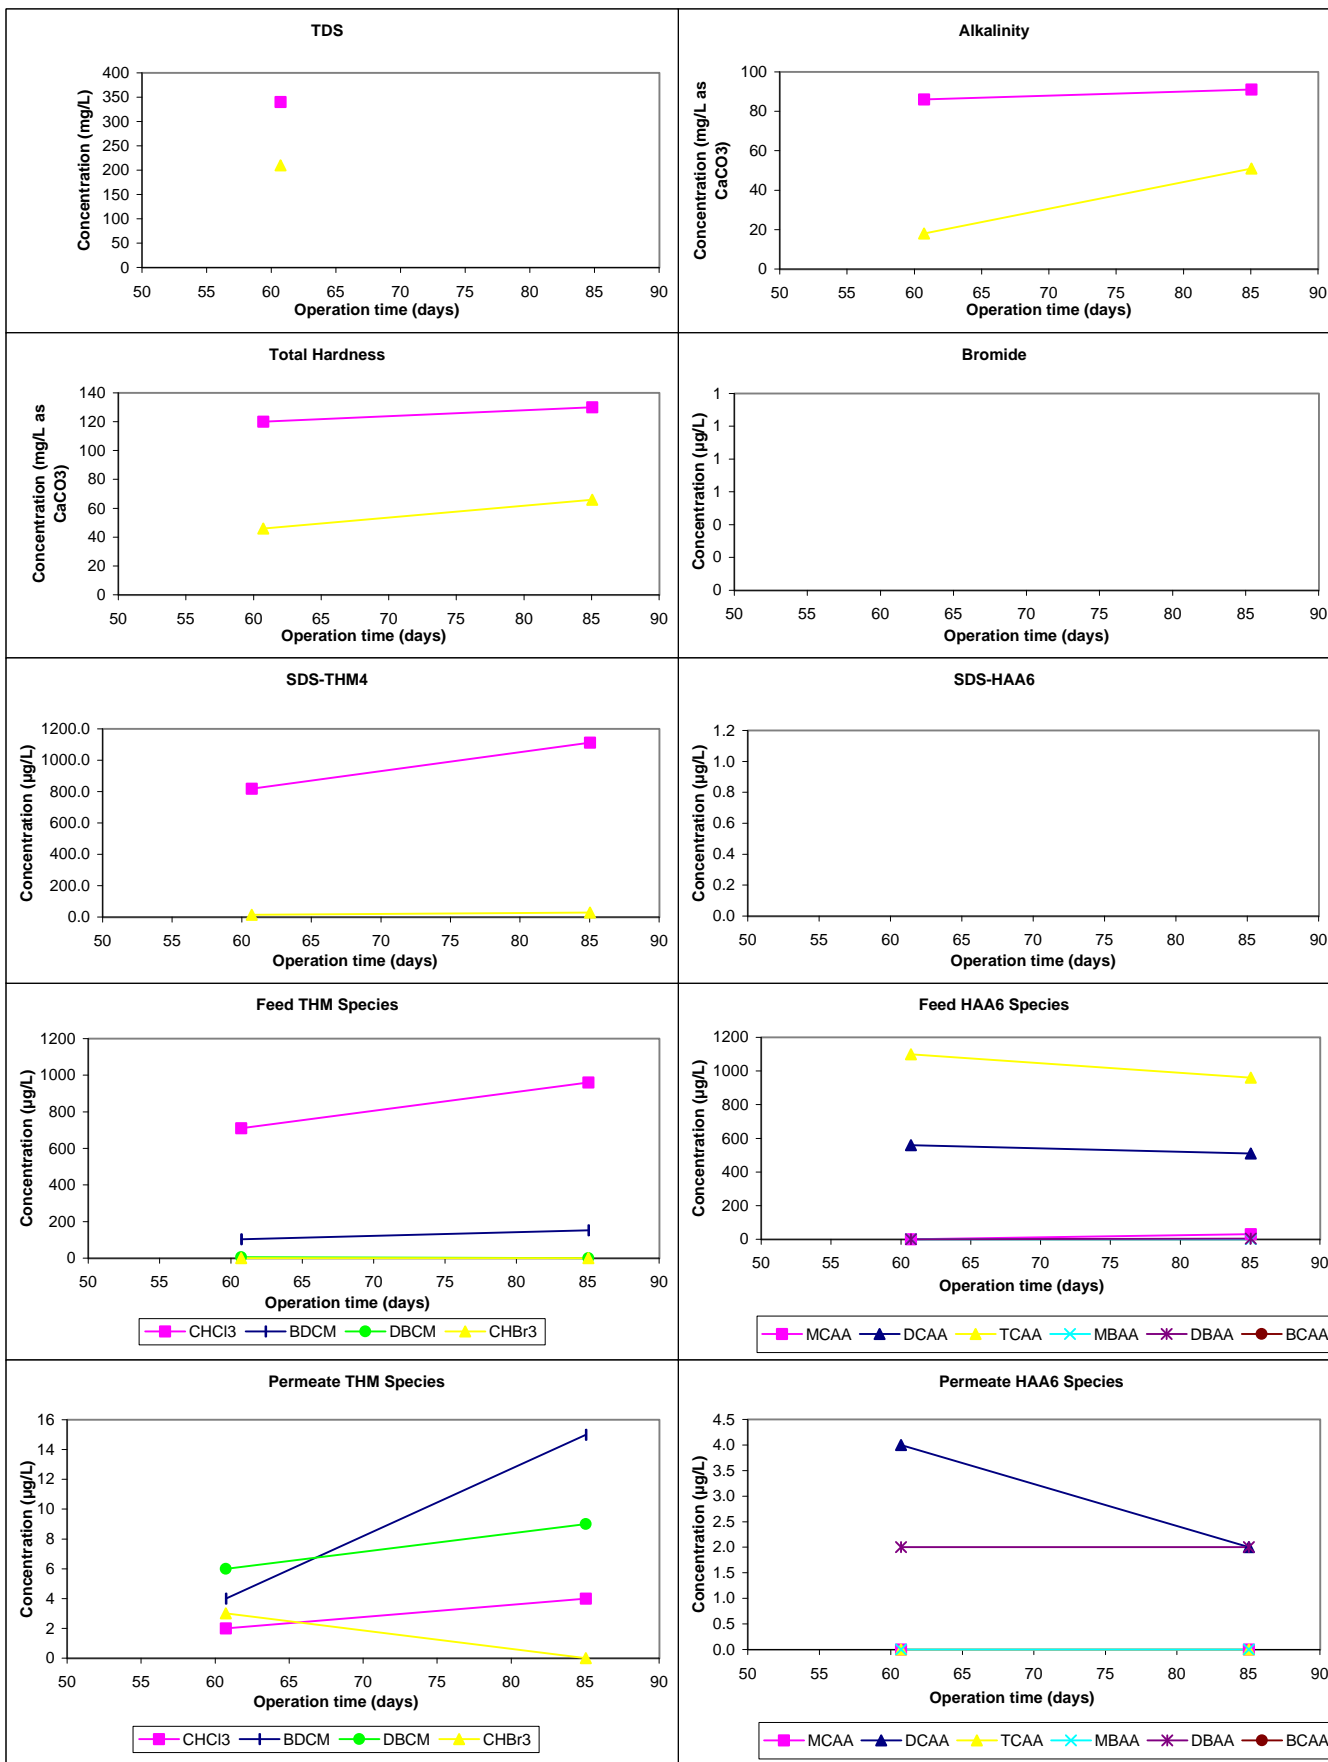 TDS
Concentration (mg/L)
400
350
300
250
200
150
100
50
0
50 55 60 65 70 75 80 85 90
Operation time (days)
Alkalinity
Concentration (mg/L as
CaCO3)
100
80
60
40
20
0
50 55 60 65 70 75 80 85 90
Operation time (days)
Total Hardness
Concentration (mg/L as
CaCO3)
140
120
100
80
60
40
20
0
50 55 60 65 70 75 80 85 90
Operation time (days)
Bromide
Concentration (µg/L)
1
1
1
1
0
0
0
50 55 60 65 70 75 80 85 90
Operation time (days)
SDS-THM4
Concentration (µg/L)
1200.0
1000.0
800.0
600.0
400.0
200.0
0.0
50 55 60 65 70 75 80 85 90
Operation time (days)
SDS-HAA6
Concentration (µg/L)
1.2
1.0
0.8
0.6
0.4
0.2
0.0
50 55 60 65 70 75 80 85 90
Operation time (days)
Feed THM Species
Concentration (µg/L)
1200
1000
800
600
400
200
0
50 55 60 65 70 75 80 85 90
Operation time (days)
CHCl3 BDCM DBCM CHBr3
Feed HAA6 Species
Concentration (µg/L)
1200
1000
800
600
400
200
0
50 55 60 65 70 75 80 85 90
Operation time (days)
MCAA DCAA TCAA MBAA DBAA BCAA
Permeate THM Species
Concentration (µg/L)
16
14
12
10
8
6
4
2
0
50 55 60 65 70 75 80 85 90
Operation time (days)
CHCl3 BDCM DBCM CHBr3
Permeate HAA6 Species
Concentration (µg/L)
4.5
4.0
3.5
3.0
2.5
2.0
1.5
1.0
0.5
0.0
50 55 60 65 70 75 80 85 90
Operation time (days)
MCAA DCAA TCAA MBAA DBAA BCAA